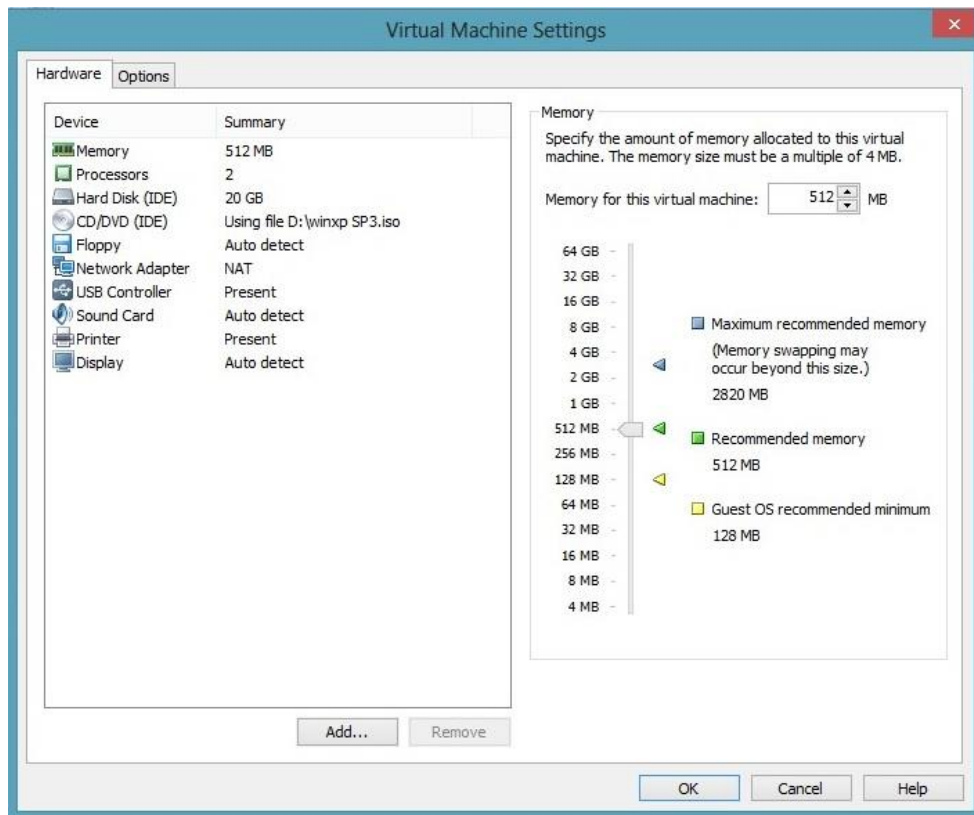 Virtual Machine Settings
Hardware
Options
Device Summary
Memory 512 MB
Processors 2
Hard Disk (IDE) 20 GB
CD/DVD (IDE) Using file D:\winxp SP3.iso
Floppy Auto detect
Network Adapter NAT
USB Controller Present
Sound Card Auto detect
Printer Present
Display Auto detect
Add...
Remove
Memory
Specify the amount of memory allocated to this virtual
machine. The memory size must be a multiple of 4 MB.
Memory for this virtual machine: 512 MB
64 GB
32 GB
16 GB
8 GB
4 GB
2 GB
1 GB
512 MB
256 MB
128 MB
64 MB
32 MB
16 MB
8 MB
4 MB
Maximum recommended memory
(Memory swapping may
occur beyond this size.)
2820 MB
Recommended memory
512 MB
Guest OS recommended minimum
128 MB
OK
Cancel
Help